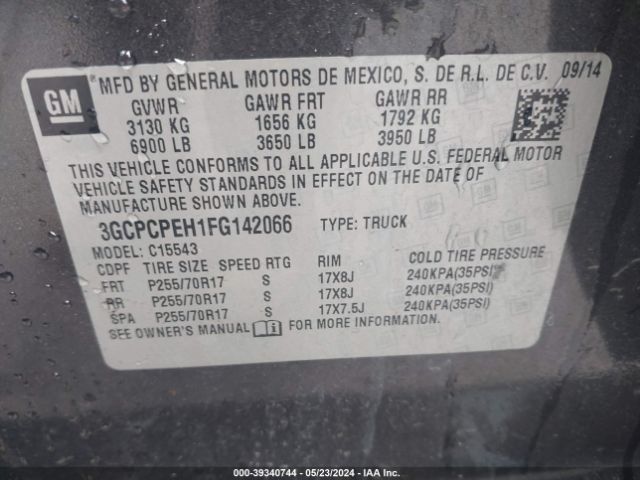 GM
MFD BY GENERAL MOTORS DE MEXICO, S. DE R.L. DE C.V. 09/14
GVWR GAWR FRT GAWR RR
3130 KG 1656 KG 1792 KG
6900 LB 3650 LB 3950 LB
THIS VEHICLE CONFORMS TO ALL APPLICABLE U.S. FEDERAL MOTOR
VEHICLE SAFETY STANDARDS IN EFFECT ON THE DATE OF
MANUFACTURE SHOWN ABOVE.
3GCPCPEH1FG142066 TYPE: TRUCK
MODEL: C15543
CDPF TIRE SIZE SPEED RTG RIM COLD TIRE PRESSURE
FRT P255/70R17 S 17X8J 240KPA(35PSI)
RR P255/70R17 S 17X8J 240KPA(35PSI)
SPA P255/70R17 S 17X7.5J 240KPA(35PSI)
SEE OWNER'S MANUAL FOR MORE INFORMATION.
000-39340744 // 05/23/2024 // IAA Inc.